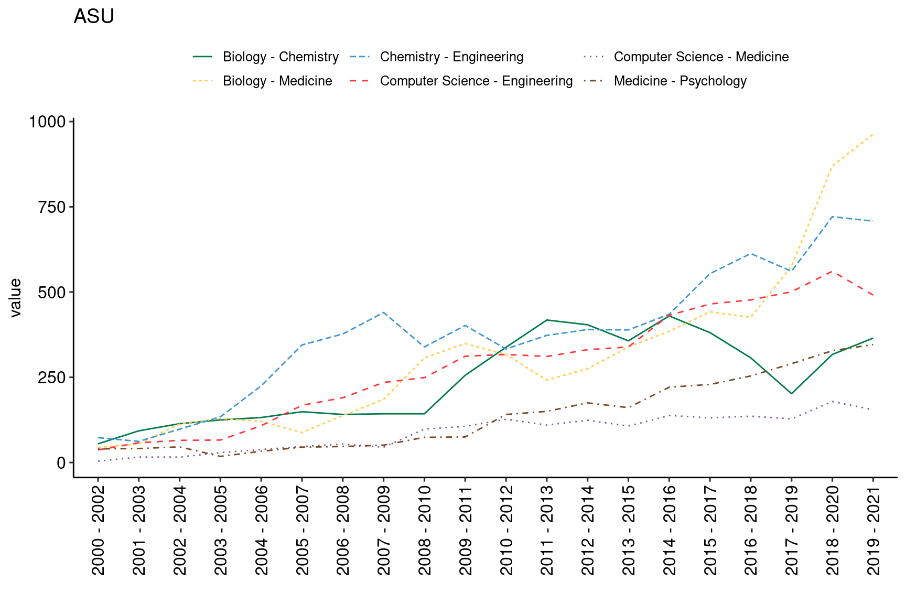 ASU
Biology - Chemistry Chemistry - Engineering Computer Science - Medicine
Biology - Medicine Computer Science - Engineering Medicine - Psychology
1000
750
500
250
0
value
2000 - 2002
2001 - 2003
2002 - 2004
2003 - 2005
2004 - 2006
2005 - 2007
2006 - 2008
2007 - 2009
2008 - 2010
2009 - 2011
2010 - 2012
2011 - 2013
2012 - 2014
2013 - 2015
2014 - 2016
2015 - 2017
2016 - 2018
2017 - 2019
2018 - 2020
2019 - 2021